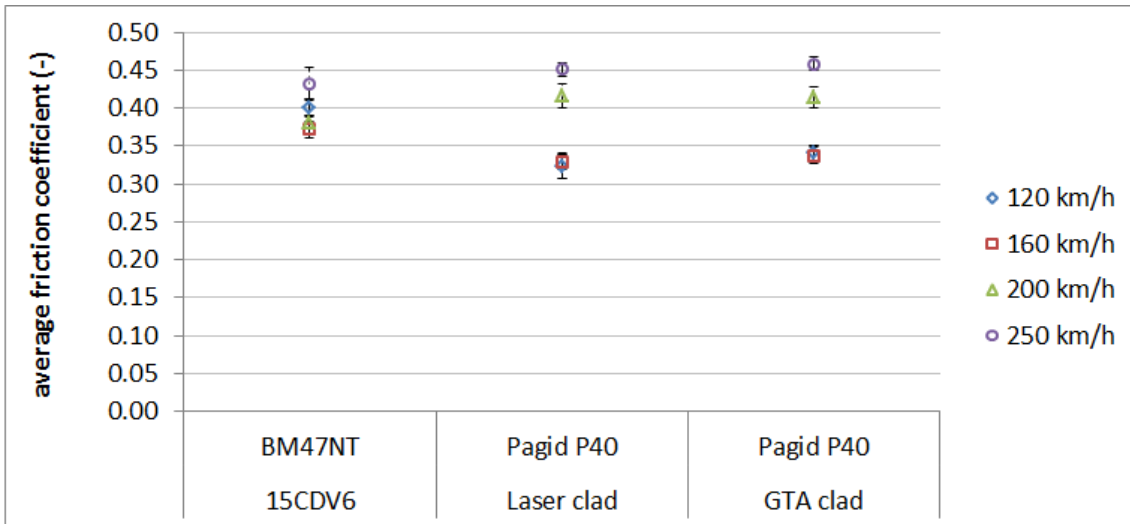 average friction coefficient (-)
0.50
0.45
0.40
0.35
0.30
0.25
0.20
0.15
0.10
0.05
0.00
BM47NT
Pagid P40
Pagid P40
15CDV6
Laser clad
GTA clad
120 km/h
160 km/h
200 km/h
250 km/h